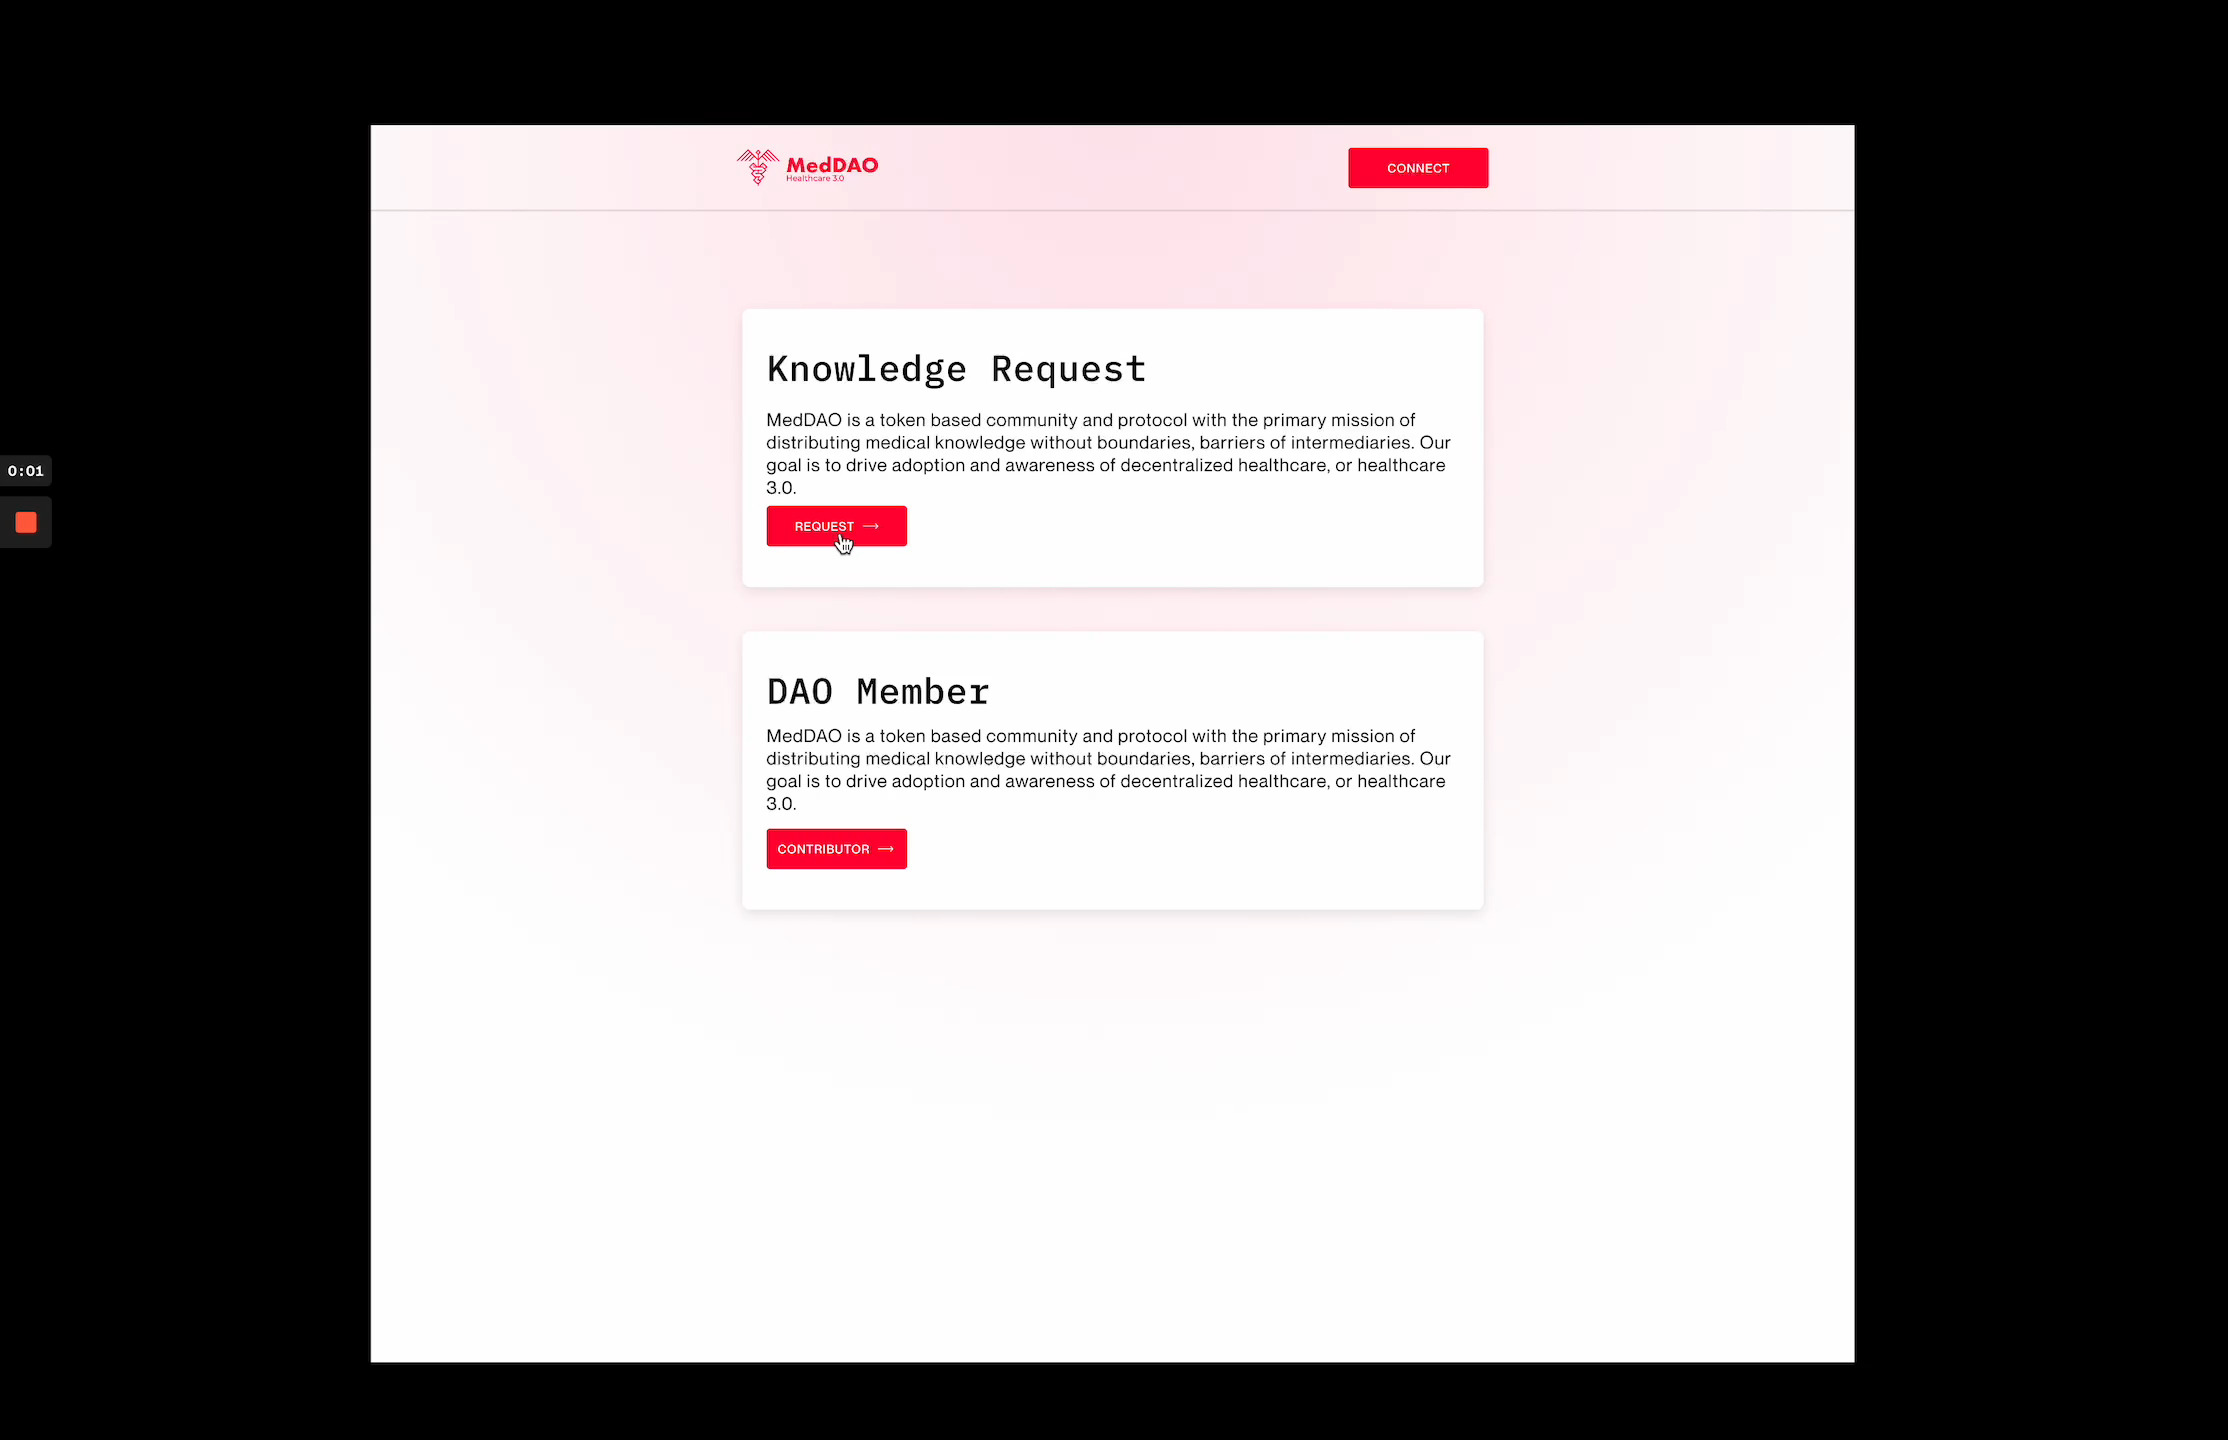 MedDAO
Healthcare 3.0
CONNECT
0:01
Knowledge Request
MedDAO is a token based community and protocol with the primary mission of
distributing medical knowledge without boundaries, barriers of intermediaries. Our
goal is to drive adoption and awareness of decentralized healthcare, or healthcare
3.0.
REQUEST →
DAO Member
MedDAO is a token based community and protocol with the primary mission of
distributing medical knowledge without boundaries, barriers of intermediaries. Our
goal is to drive adoption and awareness of decentralized healthcare, or healthcare
3.0.
CONTRIBUTOR →